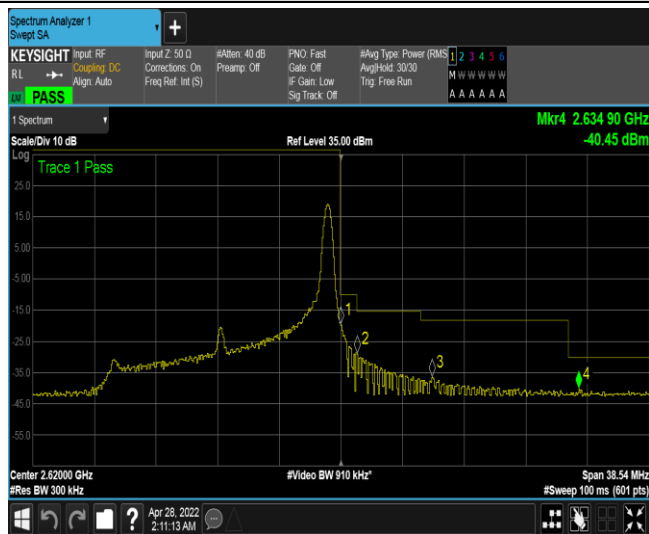 Spectrum Analyzer 1
Swept SA
+
KEYSIGHT
RL
PASS
Input: RF
Coupling: DC
Align: Auto
Input Z: 50 Ω
Corrections: On
Freq Ref: Int (S)
#Atten: 40 dB
Preamp: Off
PNO: Fast
Gate: Off
IF Gain: Low
Sig Track: Off
#Avg Type: Power (RMS
Avg|Hold: 30/30
Trig: Free Run
1 2 3 4 5 6
M W W W W W
A A A A A A
1 Spectrum
Scale/Div 10 dB
Ref Level 35.00 dBm
Mkr4 2.634 90 GHz
-40.45 dBm
Log
Trace 1 Pass
25.0
15.0
5.00
-5.00
-15.0
-25.0
-35.0
-45.0
-55.0
1
2
3
4
Center 2.62000 GHz
#Res BW 300 kHz
#Video BW 910 kHz*
Span 38.54 MHz
#Sweep 100 ms (601 pts)
?
Apr 28, 2022
2:11:13 AM